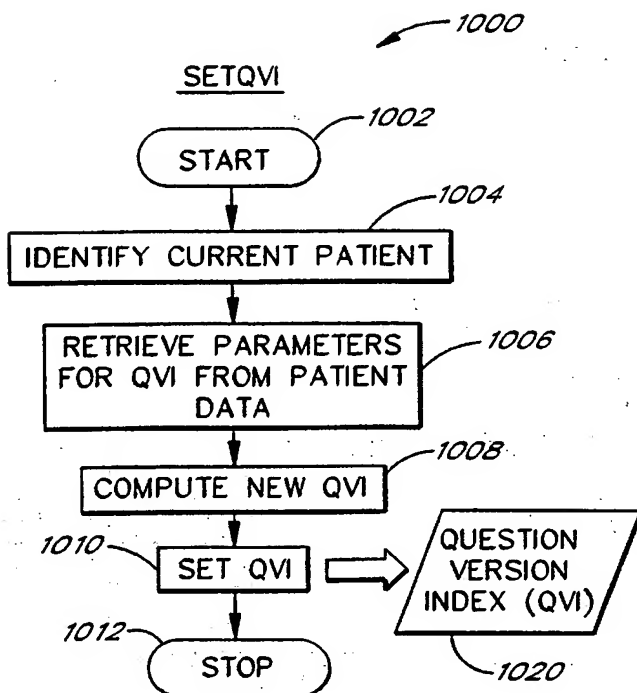 1000
SETQVI
1002
START
1004
IDENTIFY CURRENT PATIENT
1006
RETRIEVE PARAMETERS
FOR QVI FROM PATIENT
DATA
1008
COMPUTE NEW QVI
1010
SET QVI
QUESTION
VERSION
INDEX (QVI)
1012
STOP
1020